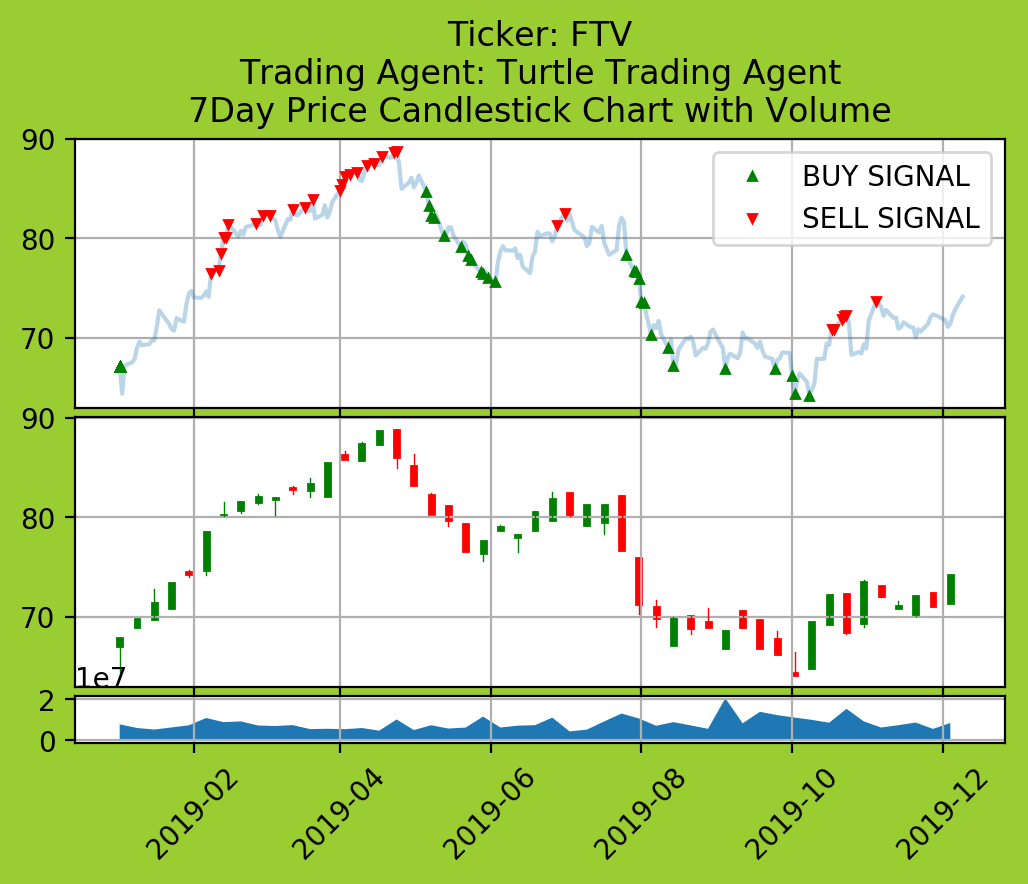 Ticker: FTV
Trading Agent: Turtle Trading Agent
7Day Price Candlestick Chart with Volume
90
80
70
BUY SIGNAL
SELL SIGNAL
90
80
70
1e7
2
0
2019-02
2019-04
2019-06
2019-08
2019-10
2019-12